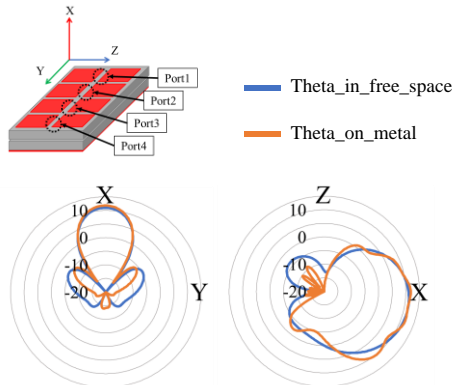 X
Z
Y
Port1
Port2
Port3
Port4
Theta_in_free_space
Theta_on_metal
X
10
0
-10
-20
Y
Z
10
0
-10
-20
X